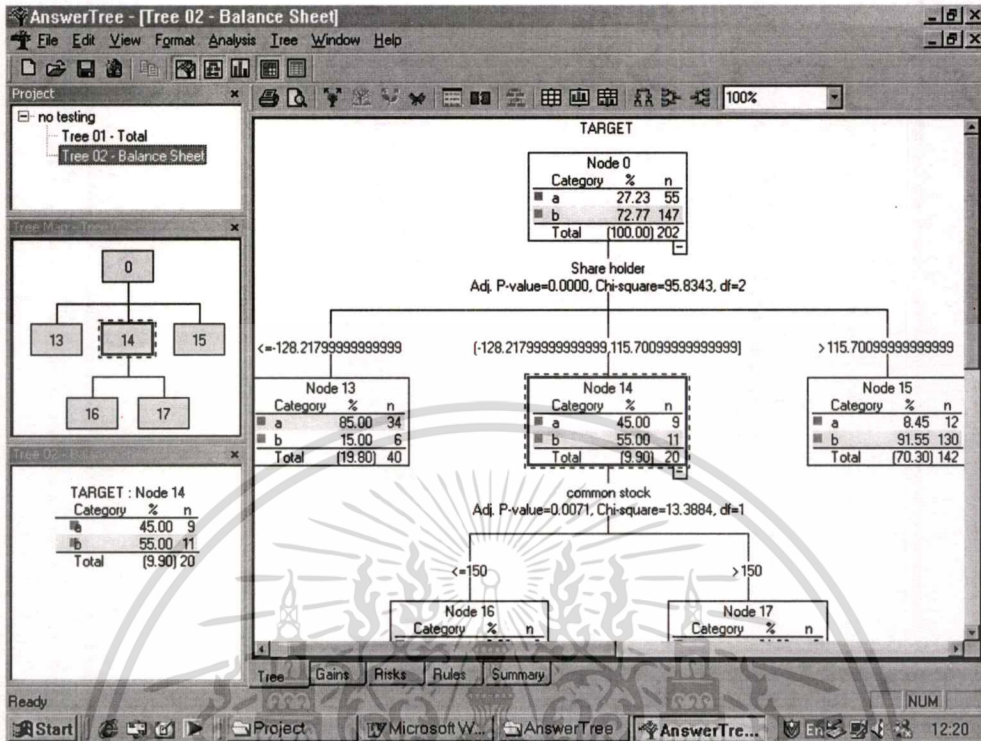 AnswerTree - [Tree 02 - Balance Sheet]
File Edit View Format Analysis Tree Window Help
Project
100%
no testing
Tree 01 - Total
Tree 02 - Balance Sheet
0
13 14 15
16 17
TARGET : Node 14
Category % n
a 45.00 9
b 55.00 11
Total (9.90) 20
TARGET
Node 0
Category % n
a 27.23 55
b 72.77 147
Total (100.00) 202
Share holder
Adj. P-value=0.0000, Chi-square=95.8343, df=2
<=-128.21799999999999
(-128.21799999999999,115.70099999999999]
>115.70099999999999
Node 13
Category % n
a 85.00 34
b 15.00 6
Total (19.80) 40
Node 14
Category % n
a 45.00 9
b 55.00 11
Total (9.90) 20
Node 15
Category % n
a 8.45 12
b 91.55 130
Total (70.30) 142
common stock
Adj. P-value=0.0071, Chi-square=13.3884, df=1
<=150
>150
Node 16
Category % n
Node 17
Category % n
Tree Gains Risks Rules Summary
Ready
NUM
Start Project Microsoft W... AnswerTree AnswerTre... En 12:20